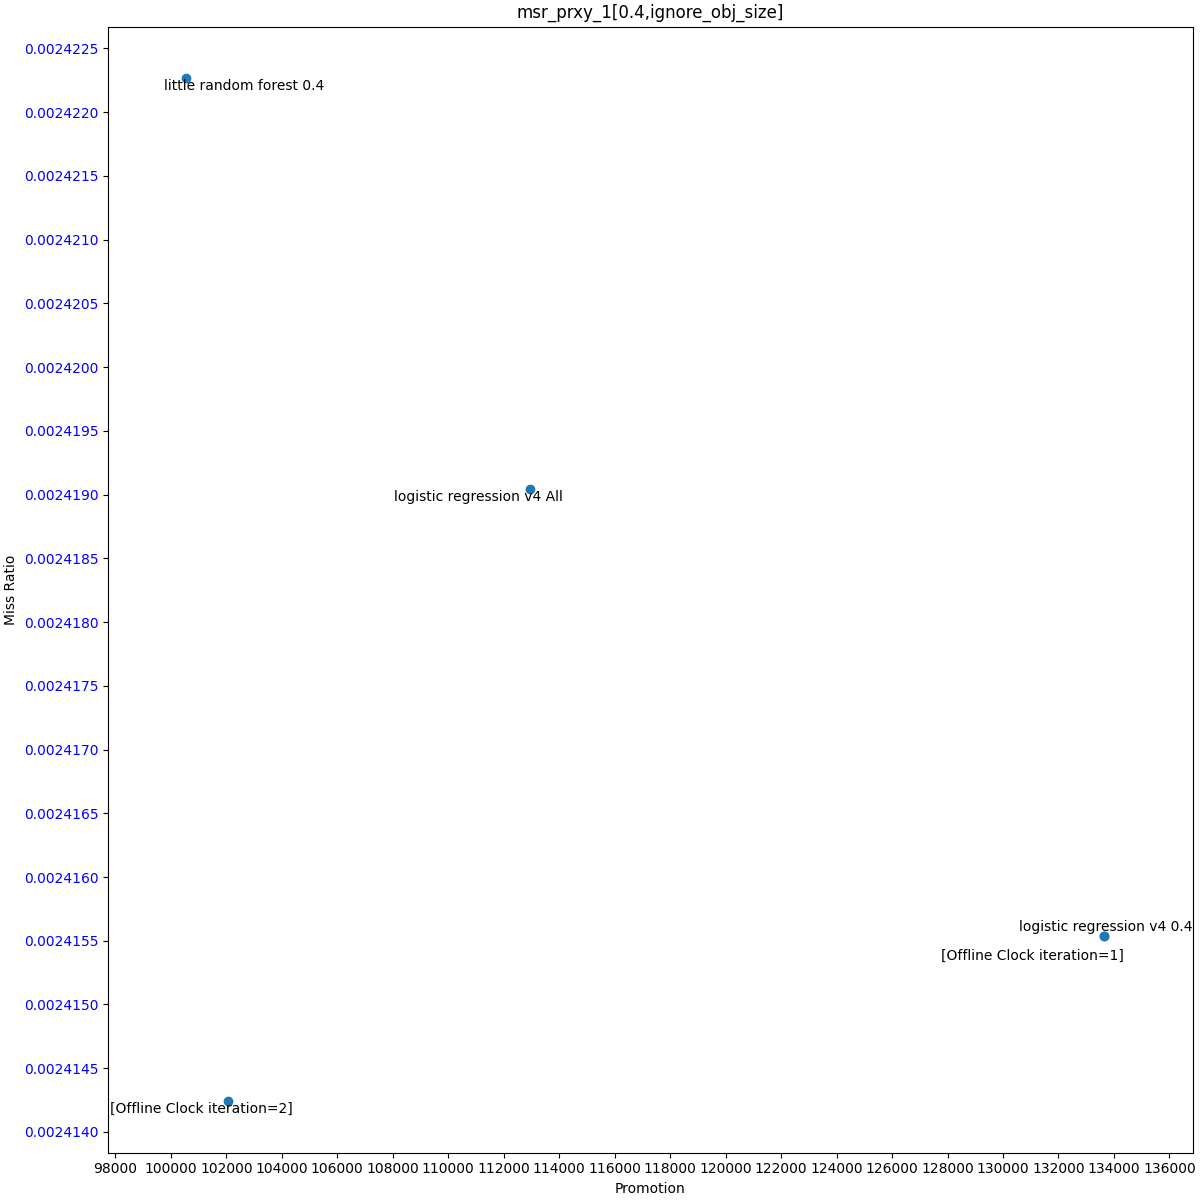 msr_prxy_1[0.4,ignore_obj_size]
0.0024225
little random forest 0.4
0.0024220
0.0024215
0.0024210
0.0024205
0.0024200
0.0024195
0.0024190
logistic regression v4 All
0.0024185
Miss Ratio
0.0024180
0.0024175
0.0024170
0.0024165
0.0024160
logistic regression v4 0.4
0.0024155
[Offline Clock iteration=1]
0.0024150
0.0024145
[Offline Clock iteration=2]
0.0024140
98000 100000 102000 104000 106000 108000 110000 112000 114000 116000 118000 120000 122000 124000 126000 128000 130000 132000 134000 136000
Promotion